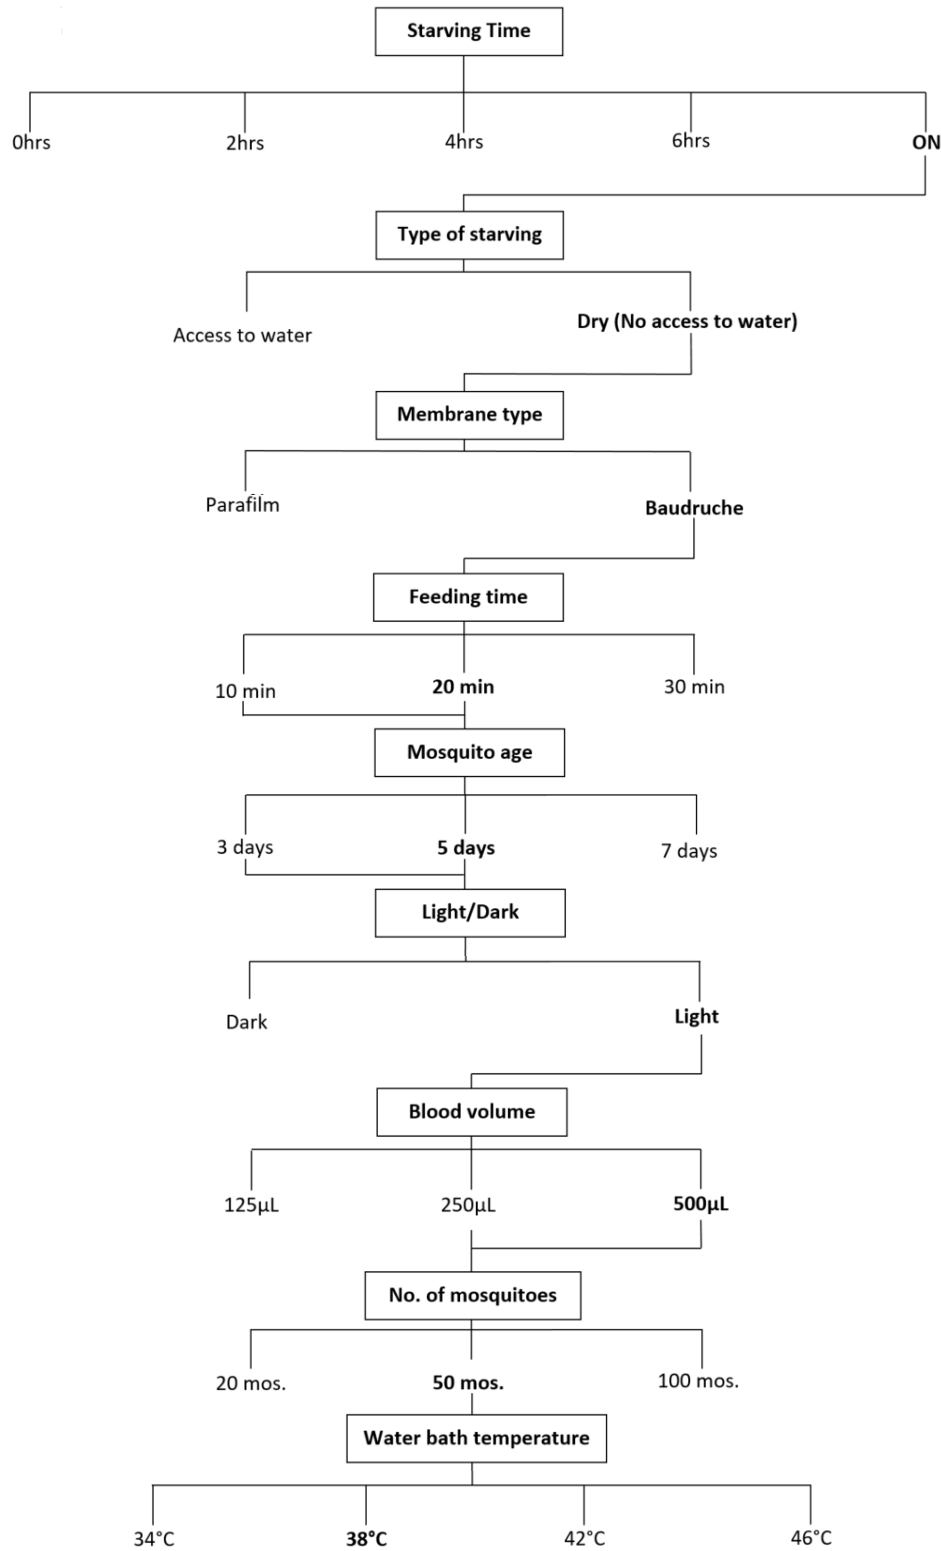 Starving Time
0hrs 2hrs 4hrs 6hrs ON
Type of starving
Access to water Dry (No access to water)
Membrane type
Parafilm Baudruche
Feeding time
10 min 20 min 30 min
Mosquito age
3 days 5 days 7 days
Light/Dark
Dark Light
Blood volume
125µL 250µL 500µL
No. of mosquitoes
20 mos. 50 mos. 100 mos.
Water bath temperature
34°C 38°C 42°C 46°C